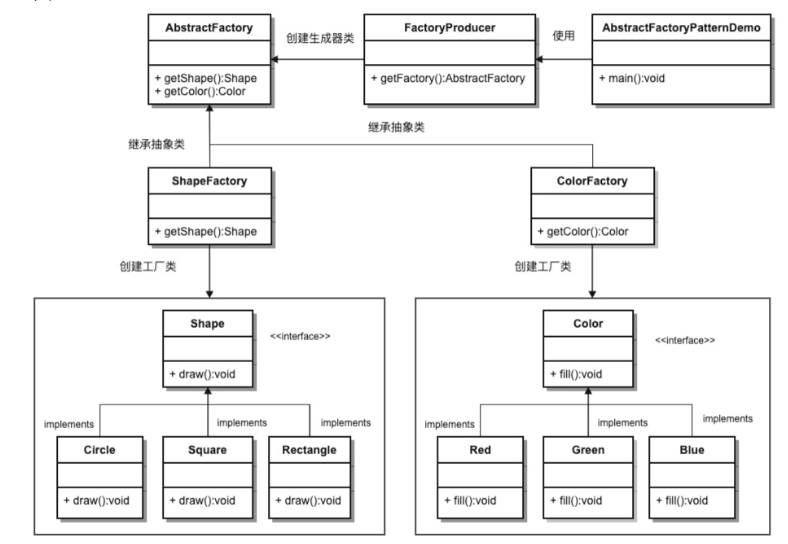 AbstractFactory
+ getShape():Shape
+ getColor():Color
创建生成器类
FactoryProducer
+ getFactory():AbstractFactory
使用
AbstractFactoryPatternDemo
+ main():void
继承抽象类
继承抽象类
ShapeFactory
+ getShape():Shape
ColorFactory
+ getColor():Color
创建工厂类
创建工厂类
Shape
<<interface>>
+ draw():void
implements
implements
implements
Circle
+ draw():void
Square
+ draw():void
Rectangle
+ draw():void
Color
<<interface>>
+ fill():void
implements
implements
implements
Red
+ fill():void
Green
+ fill():void
Blue
+ fill():void